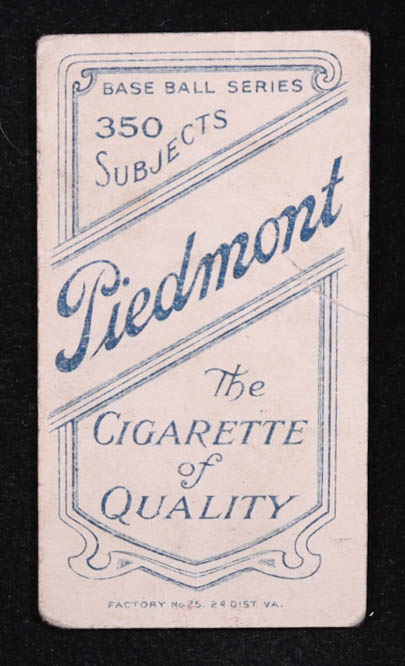 BASE BALL SERIES
350
SUBJECTS
Piedmont
The
CIGARETTE
of
QUALITY
FACTORY No 25. 2D DIST. VA.